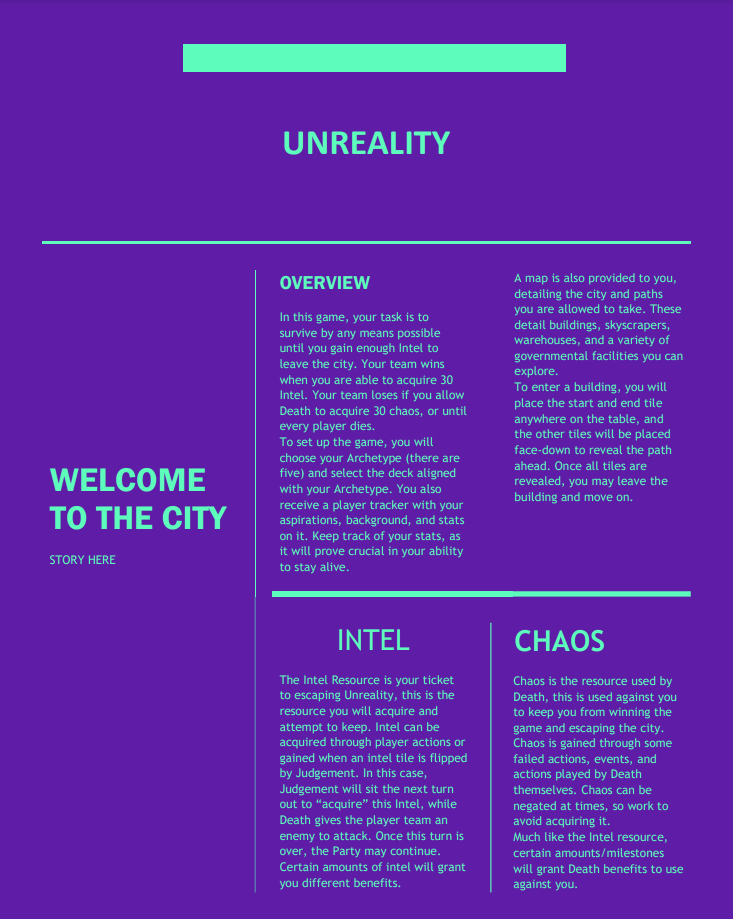 UNREALITY
WELCOME
TO THE CITY
STORY HERE
OVERVIEW
In this game, your task is to
survive by any means possible
until you gain enough Intel to
leave the city. Your team wins
when you are able to acquire 30
Intel. Your team loses if you allow
Death to acquire 30 chaos, or until
every player dies.
To set up the game, you will
choose your Archetype (there are
five) and select the deck aligned
with your Archetype. You also
receive a player tracker with your
aspirations, background, and stats
on it. Keep track of your stats, as
it will prove crucial in your ability
to stay alive.
A map is also provided to you,
detailing the city and paths
you are allowed to take. These
detail buildings, skyscrapers,
warehouses, and a variety of
governmental facilities you can
explore.
To enter a building, you will
place the start and end tile
anywhere on the table, and
the other tiles will be placed
face-down to reveal the path
ahead. Once all tiles are
revealed, you may leave the
building and move on.
INTEL
The Intel Resource is your ticket
to escaping Unreality, this is the
resource you will acquire and
attempt to keep. Intel can be
acquired through player actions or
gained when an intel tile is flipped
by Judgement. In this case,
Judgement will sit the next turn
out to “acquire” this Intel, while
Death gives the player team an
enemy to attack. Once this turn is
over, the Party may continue.
Certain amounts of intel will grant
you different benefits.
CHAOS
Chaos is the resource used by
Death, this is used against you
to keep you from winning the
game and escaping the city.
Chaos is gained through some
failed actions, events, and
actions played by Death
themselves. Chaos can be
negated at times, so work to
avoid acquiring it.
Much like the Intel resource,
certain amounts/milestones
will grant Death benefits to use
against you.